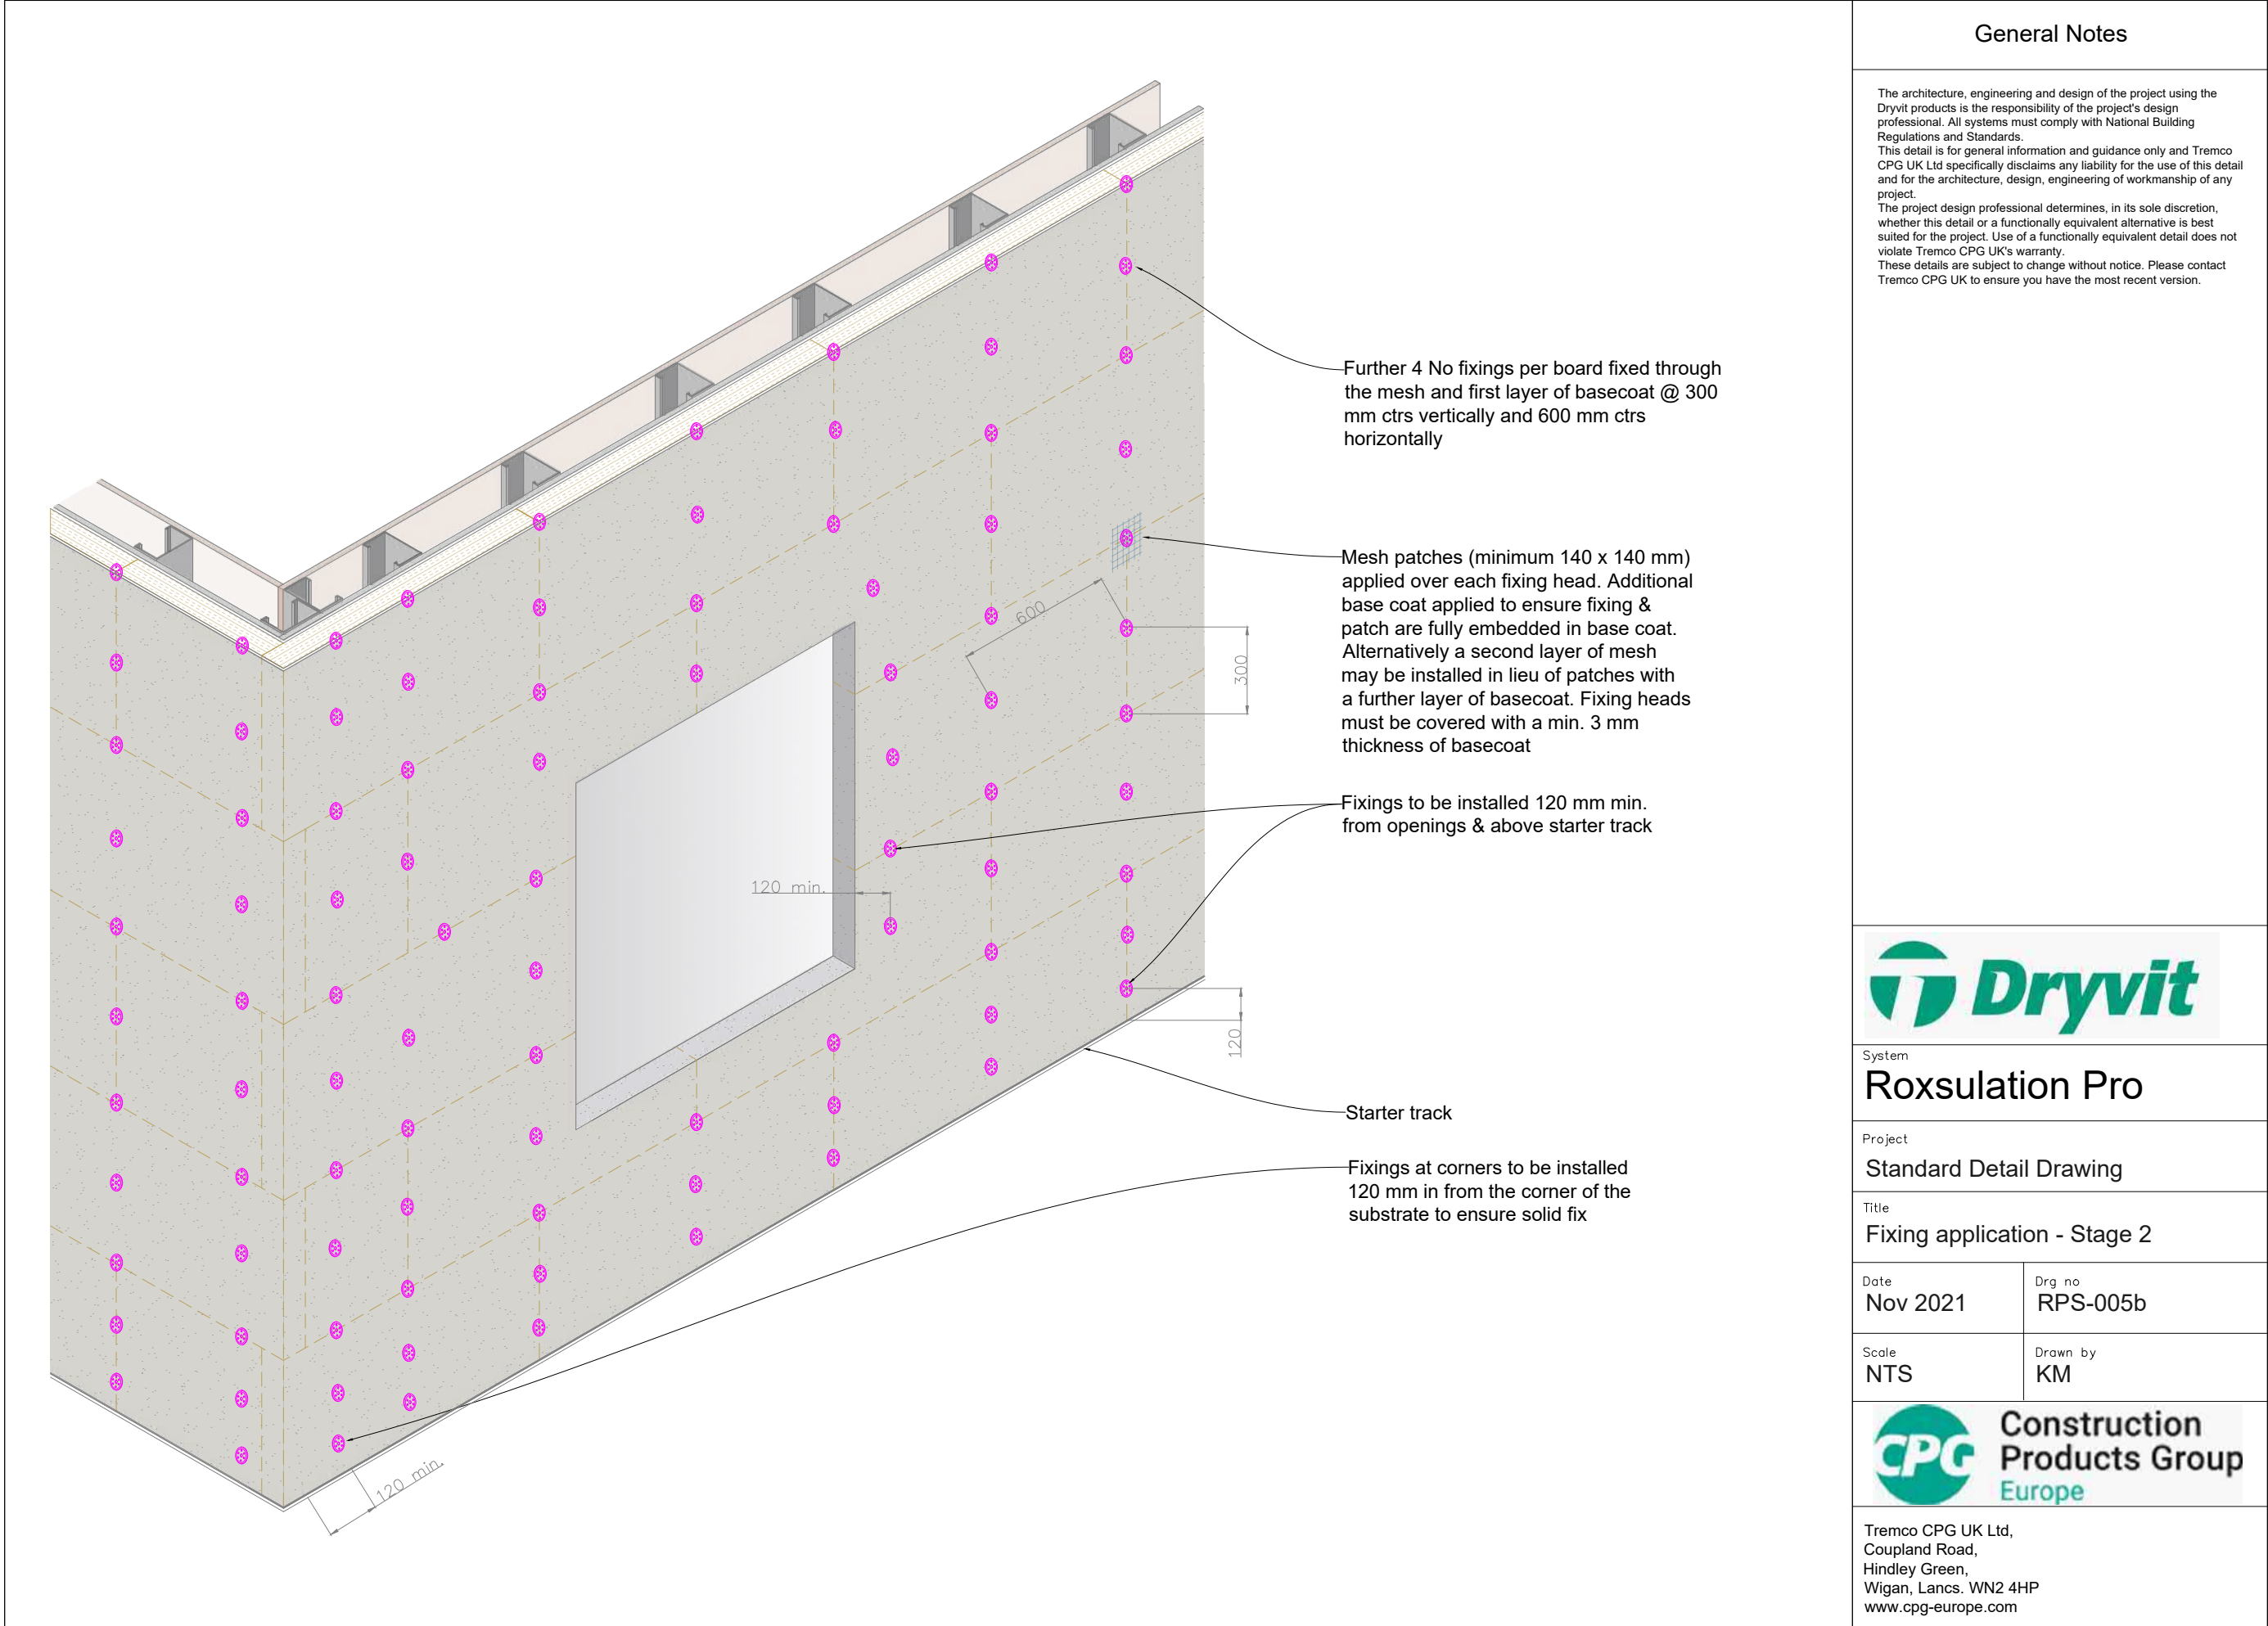 Further 4 No fixings per board fixed through
the mesh and first layer of basecoat @ 300
mm ctrs vertically and 600 mm ctrs
horizontally
Mesh patches (minimum 140 x 140 mm)
applied over each fixing head. Additional
base coat applied to ensure fixing &
patch are fully embedded in base coat.
Alternatively a second layer of mesh
may be installed in lieu of patches with
a further layer of basecoat. Fixing heads
must be covered with a min. 3 mm
thickness of basecoat
600
300
Fixings to be installed 120 mm min.
from openings & above starter track
120 min.
120
Starter track
Fixings at corners to be installed
120 mm in from the corner of the
substrate to ensure solid fix
120 min.
General Notes
The architecture, engineering and design of the project using the
Dryvit products is the responsibility of the project's design
professional. All systems must comply with National Building
Regulations and Standards.
This detail is for general information and guidance only and Tremco
CPG UK Ltd specifically disclaims any liability for the use of this detail
and for the architecture, design, engineering of workmanship of any
project.
The project design professional determines, in its sole discretion,
whether this detail or a functionally equivalent alternative is best
suited for the project. Use of a functionally equivalent detail does not
violate Tremco CPG UK's warranty.
These details are subject to change without notice. Please contact
Tremco CPG UK to ensure you have the most recent version.
Dryvit
System
Roxsulation Pro
Project
Standard Detail Drawing
Title
Fixing application - Stage 2
Date
Nov 2021
Drg no
RPS-005b
Scale
NTS
Drawn by
KM
CPG
Construction
Products Group
Europe
Tremco CPG UK Ltd,
Coupland Road,
Hindley Green,
Wigan, Lancs. WN2 4HP
www.cpg-europe.com